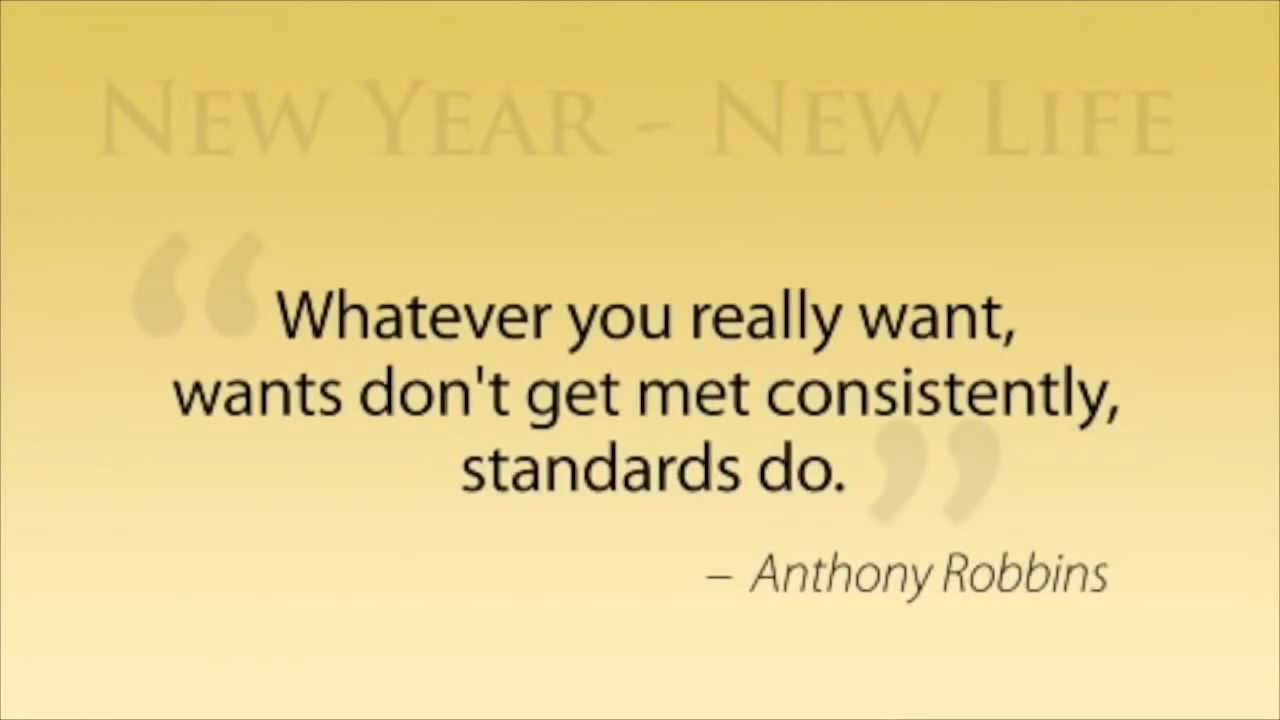 NEW YEAR - NEW LIFE
“ Whatever you really want,
wants don't get met consistently,
standards do. ”
– Anthony Robbins